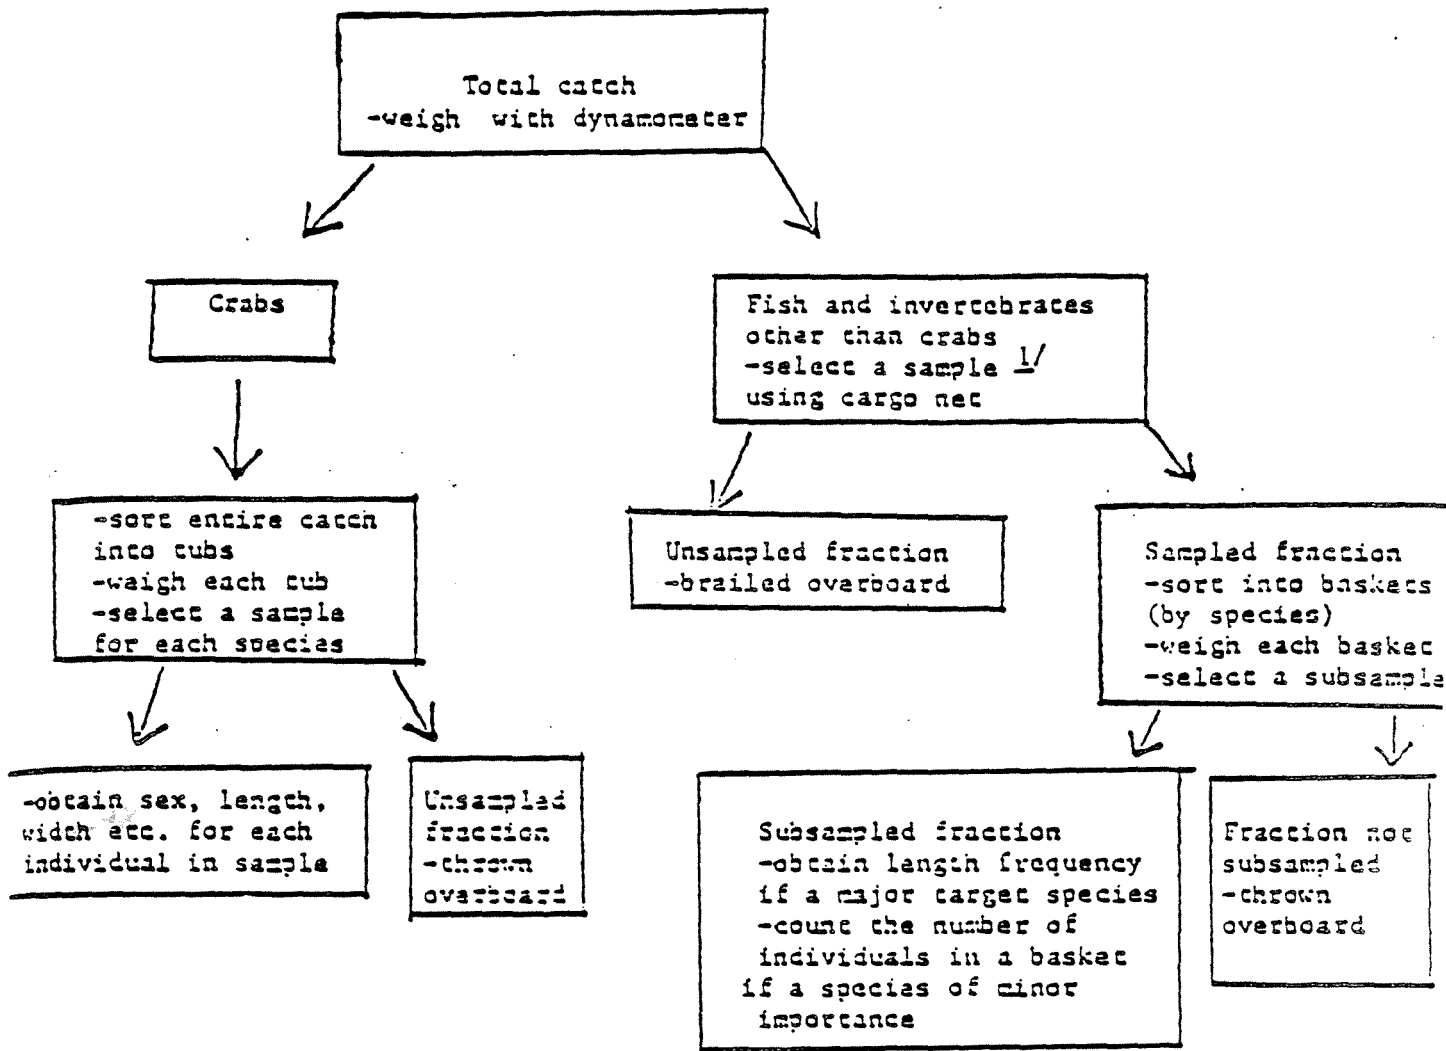 Total catch
-weigh with dynamometer
Crabs
Fish and invertebrates
other than crabs
-select a sample 1/
using cargo net
-sort entire catch
into tubs
-weigh each tub
-select a sample
for each species
Unsampled fraction
-brailed overboard
Sampled fraction
-sort into baskets
(by species)
-weigh each basket
-select a subsample
-obtain sex, length,
width etc. for each
individual in sample
Unsampled
fraction
-thrown
overboard
Subsampled fraction
-obtain length frequency
if a major target species
-count the number of
individuals in a basket
if a species of minor
importance
Fraction not
subsampled
-thrown
overboard